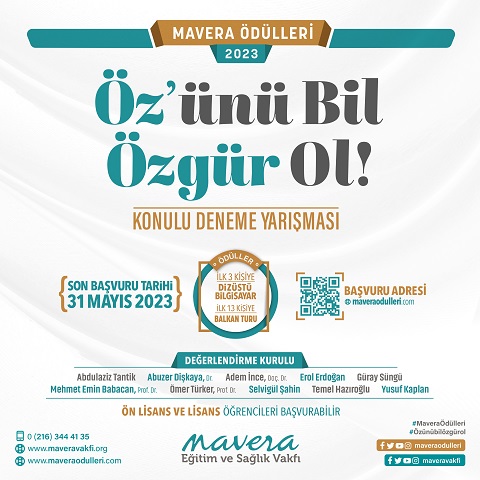 MAVERA ÖDÜLLERİ
2023
Öz'ünü Bil
Özgür Ol!
KONULU DENEME YARIŞMASI
SON BAŞVURU TARİHİ
31 MAYIS 2023
ÖDÜLLER
İLK 3 KİŞİYE
DİZÜSTÜ
BİLGİSAYAR
İLK 13 KİŞİYE
BALKAN TURU
BAŞVURU ADRESİ
maveraodulleri.com
DEĞERLENDİRME KURULU
Abdulaziz Tantik Abuzer Dişkaya, Dr. Adem İnce, Doç. Dr. Erol Erdoğan Güray Süngü
Mehmet Emin Babacan, Prof. Dr. Ömer Türker, Prof. Dr. Selvigül Şahin Temel Hazıroğlu Yusuf Kaplan
ÖN LİSANS VE LİSANS ÖĞRENCİLERİ BAŞVURABİLİR
0 (216) 344 41 35
www.maveravakfi.org
www.maveraodulleri.com
mavera
Eğitim ve Sağlık Vakfı
#MaveraÖdülleri
#Özünübilözgürol
maveraodulleri
maveravakfi